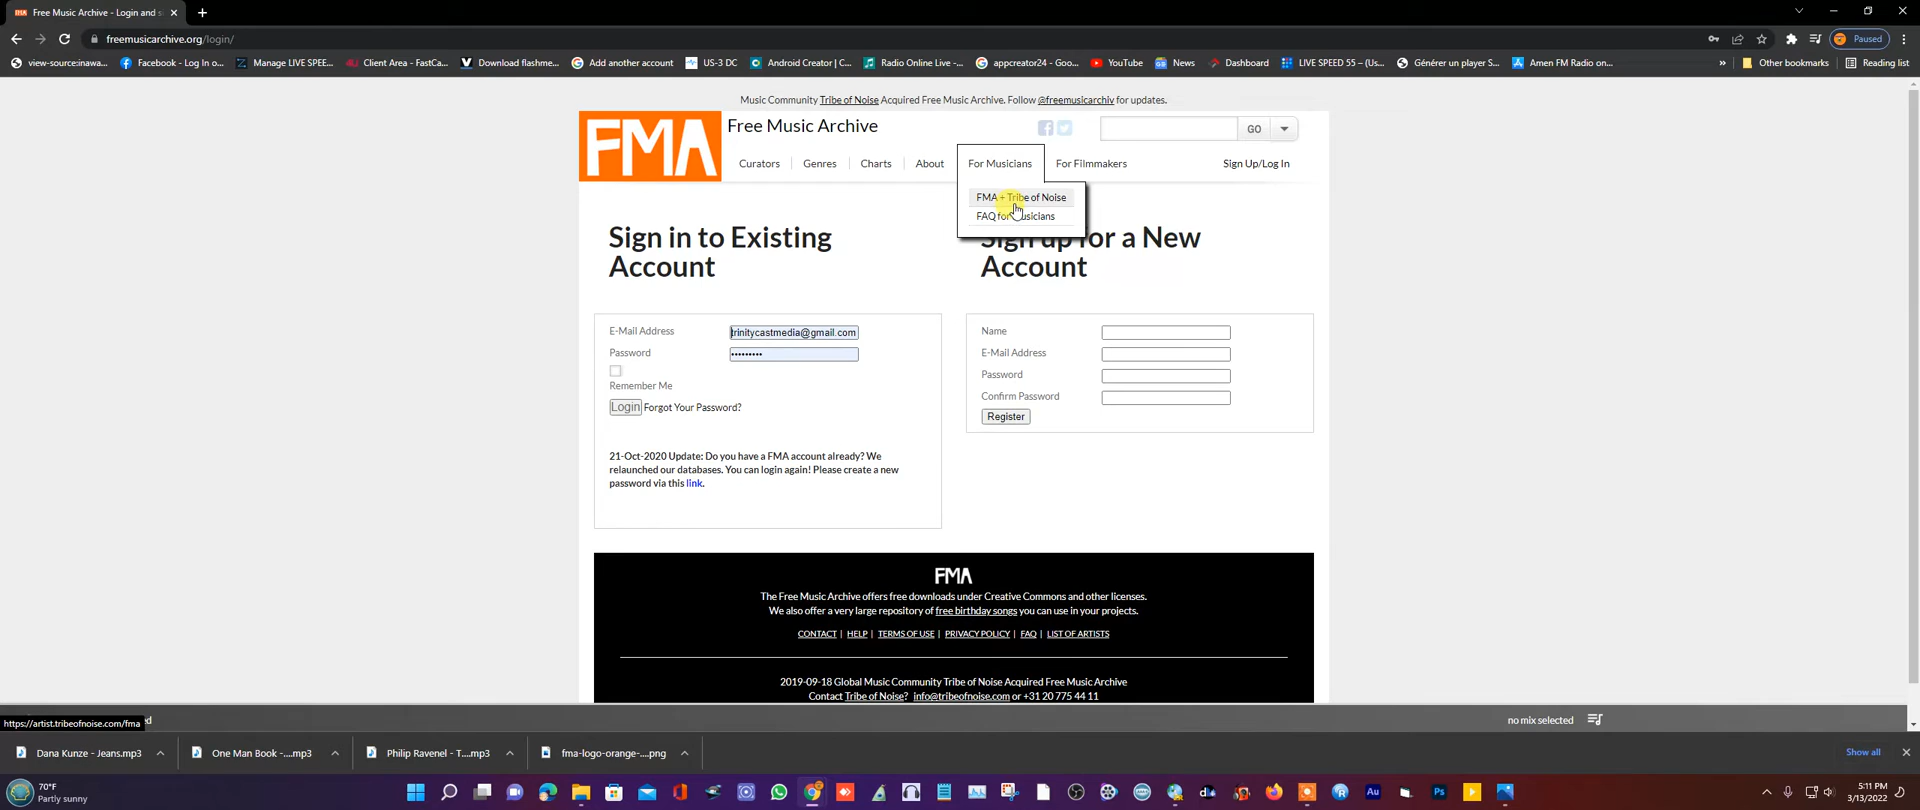 FMA Free Music Archive - Login and s
freemusicarchive.org/login/
Paused
view-source:inawa...
Facebook - Log In o...
Manage LIVE SPEE...
Client Area - FastCa...
Download flashme...
Add another account
US-3 DC
Android Creator | C...
Radio Online Live -...
appcreator24 - Goo...
YouTube
News
Dashboard
LIVE SPEED 55 – (Us...
Générer un player S...
Amen FM Radio on...
»
Other bookmarks
Reading list
Music Community Tribe of Noise Acquired Free Music Archive. Follow @freemusicarchiv for updates.
FMA
Free Music Archive
GO
Curators
Genres
Charts
About
For Musicians
For Filmmakers
Sign Up/Log In
FMA + Tribe of Noise
FAQ for Musicians
Sign in to Existing
Account
Sign up for a New
Account
E-Mail Address
trinitycastmedia@gmail.com
Password
•••••••••
Remember Me
Login Forgot Your Password?
21-Oct-2020 Update: Do you have a FMA account already? We
relaunched our databases. You can login again! Please create a new
password via this link.
Name
E-Mail Address
Password
Confirm Password
Register
FMA
The Free Music Archive offers free downloads under Creative Commons and other licenses.
We also offer a very large repository of free birthday songs you can use in your projects.
CONTACT | HELP | TERMS OF USE | PRIVACY POLICY | FAQ | LIST OF ARTISTS
2019-09-18 Global Music Community Tribe of Noise Acquired Free Music Archive
Contact Tribe of Noise? info@tribeofnoise.com or +31 20 775 44 11
https://artist.tribeofnoise.com/fma
no mix selected
Dana Kunze - Jeans.mp3
One Man Book -....mp3
Philip Ravenel - T....mp3
fma-logo-orange-....png
Show all
70°F
Partly sunny
Au
Ps
5:11 PM
3/13/2022